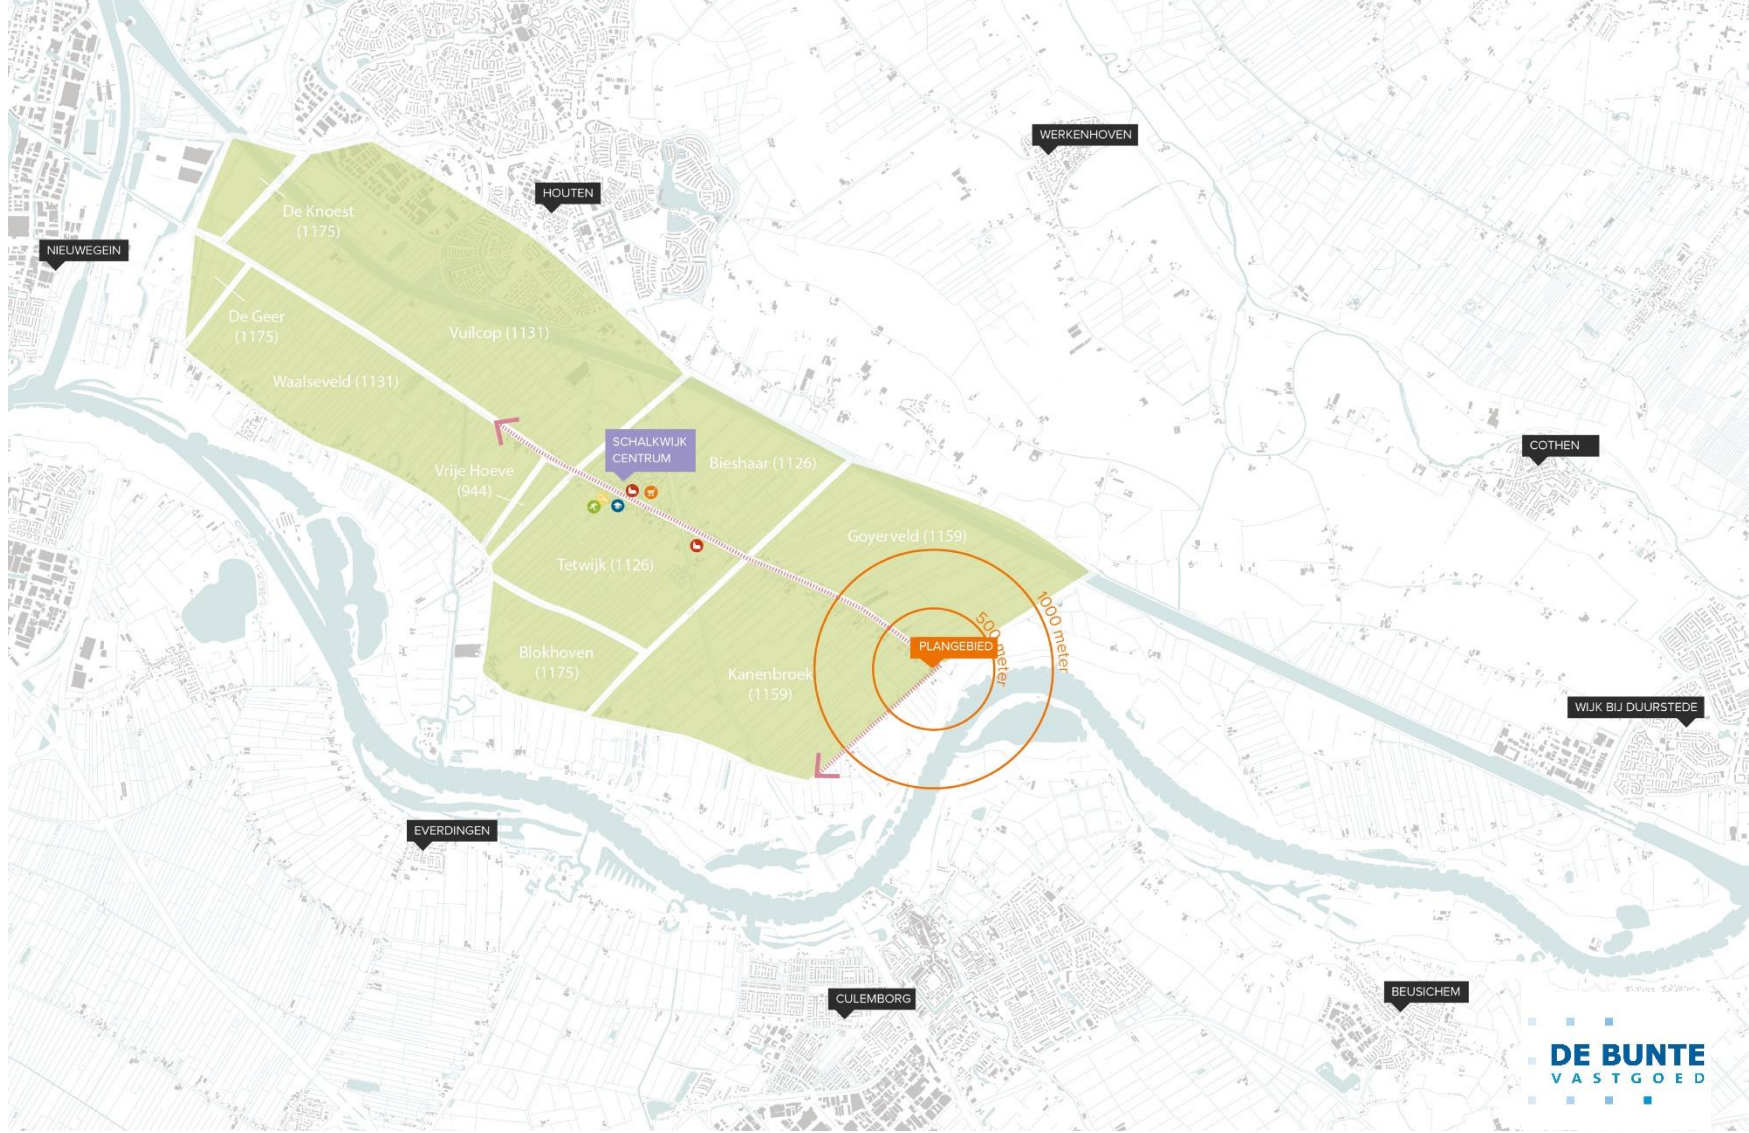 WERKENHOVEN
HOUTEN
De Knoest
(1175)
NIEUWEGEIN
De Geer
(1175)
Vuilcop (1131)
Waalseveld (1131)
SCHALKWIJK
CENTRUM
Bieshaar (1126)
Vrije Hoeve
(944)
COTHEN
Goyerveld (1159)
Tetwijk (1126)
1000 meter
500 meter
PLANGEBIED
Blokhoven
(1175)
Kanenbroek
(1159)
WIJK BIJ DUURSTEDE
EVERDINGEN
CULEMBORG
BEUSICHEM
DE BUNTE
VASTGOED